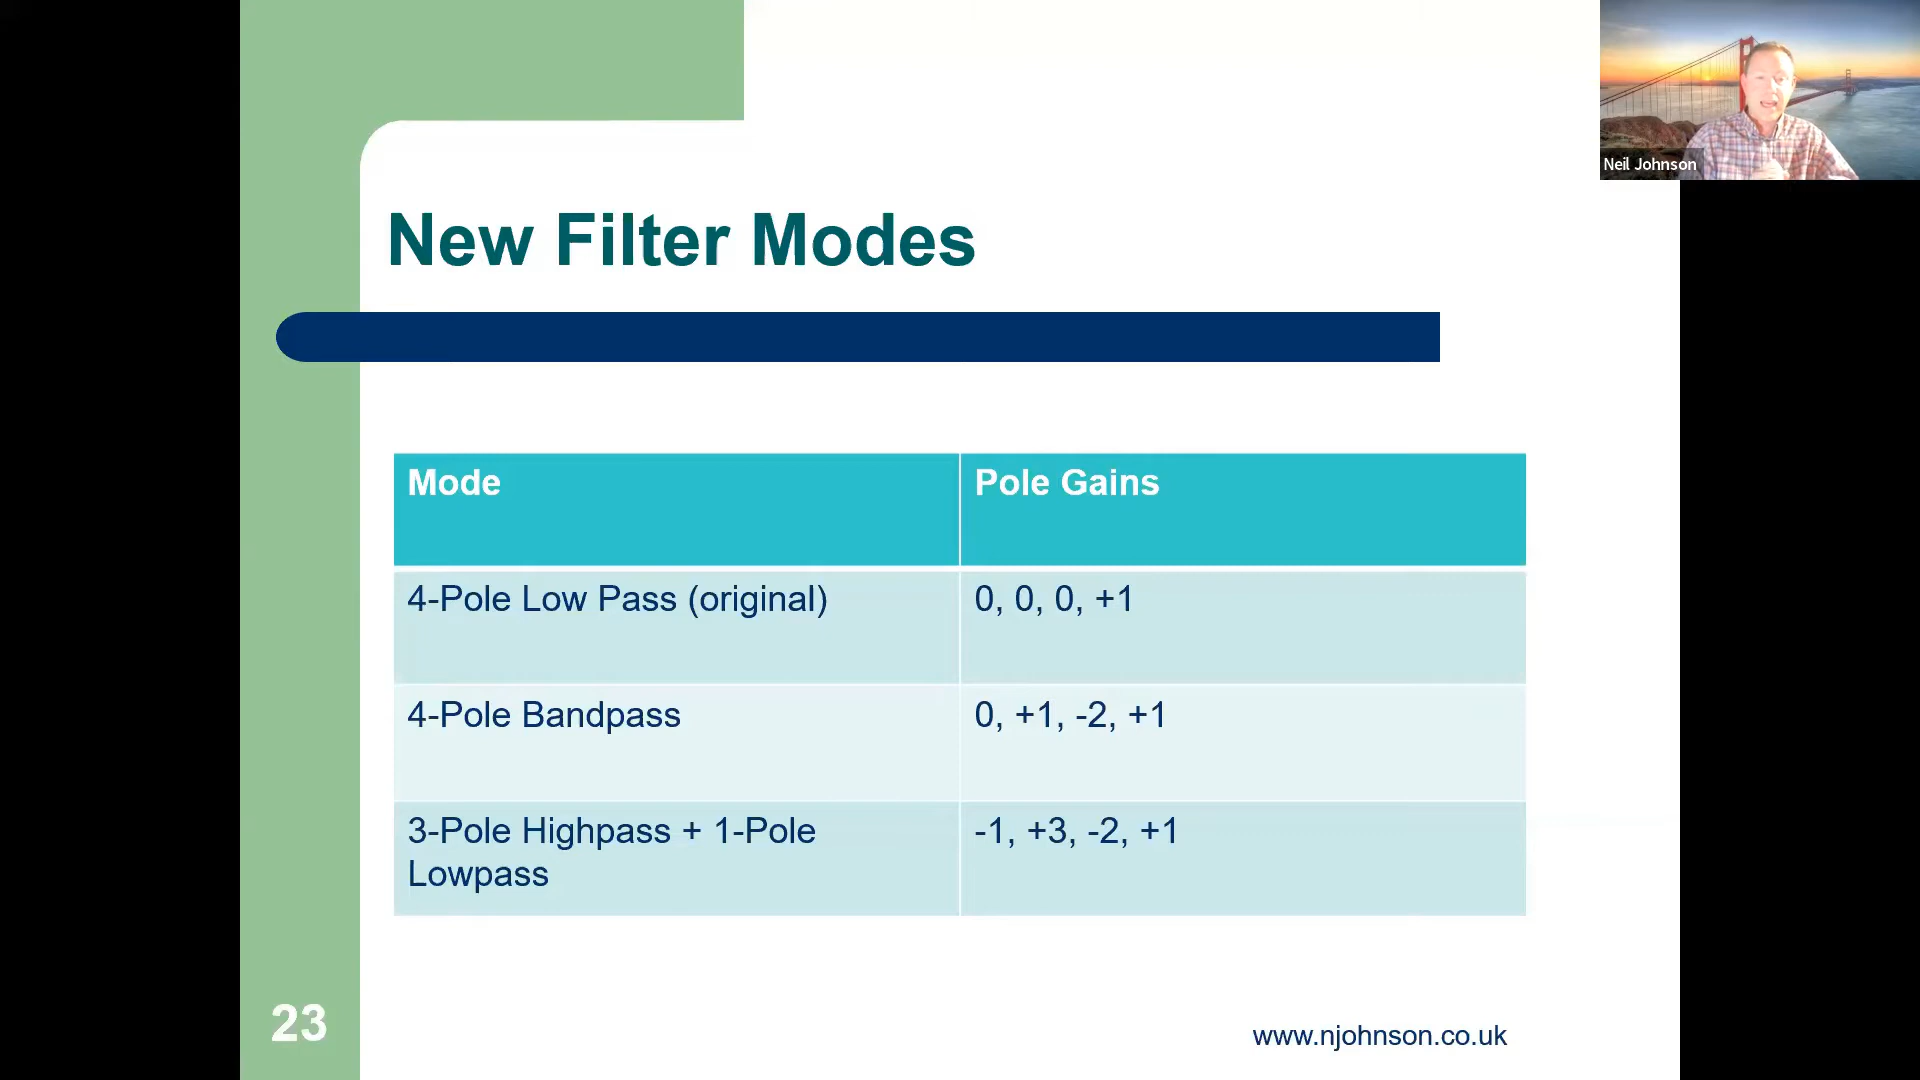 Neil Johnson
New Filter Modes
Mode
Pole Gains
4-Pole Low Pass (original)
0, 0, 0, +1
4-Pole Bandpass
0, +1, -2, +1
3-Pole Highpass + 1-Pole
Lowpass
-1, +3, -2, +1
23
www.njohnson.co.uk